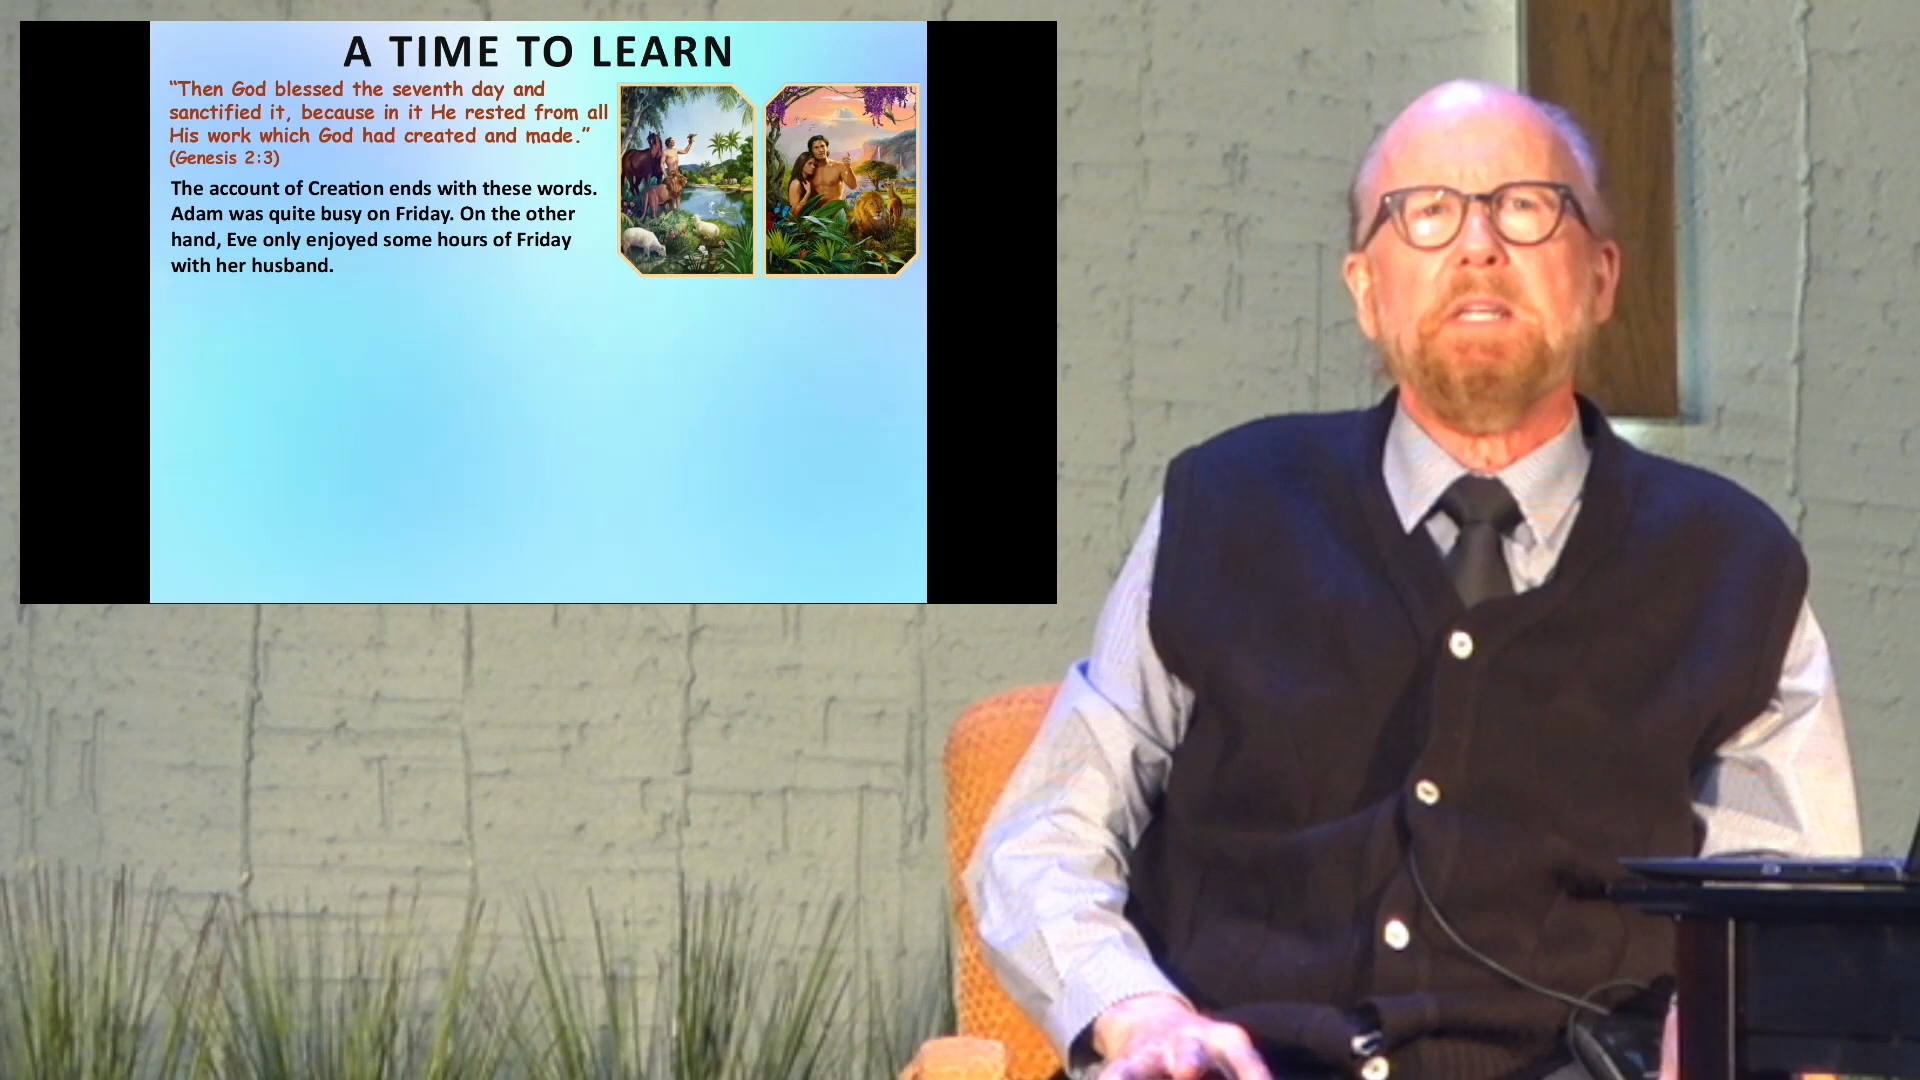 A TIME TO LEARN
“Then God blessed the seventh day and
sanctified it, because in it He rested from all
His work which God had created and made.”
(Genesis 2:3)
The account of Creation ends with these words.
Adam was quite busy on Friday. On the other
hand, Eve only enjoyed some hours of Friday
with her husband.